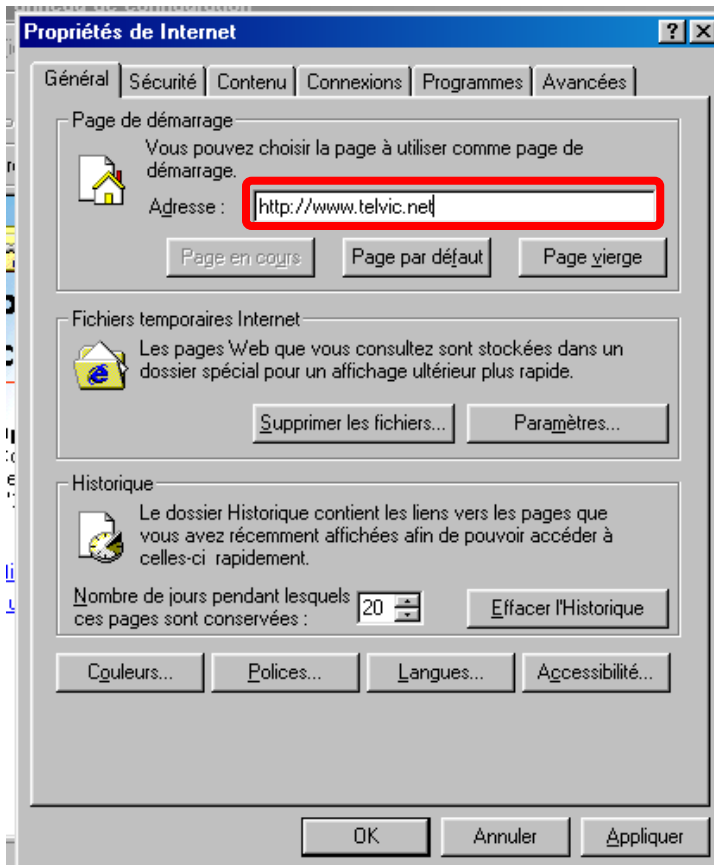 Propriétés de Internet
Général Sécurité Contenu Connexions Programmes Avancées
Page de démarrage
Vous pouvez choisir la page à utiliser comme page de
démarrage.
Adresse : http://www.telvic.net
Page en cours Page par défaut Page vierge
Fichiers temporaires Internet
Les pages Web que vous consultez sont stockées dans un
dossier spécial pour un affichage ultérieur plus rapide.
Supprimer les fichiers... Paramètres...
Historique
Le dossier Historique contient les liens vers les pages que
vous avez récemment affichées afin de pouvoir accéder à
celles-ci rapidement.
Nombre de jours pendant lesquels
ces pages sont conservées : 20 Effacer l'Historique
Couleurs... Polices... Langues... Accessibilité...
OK Annuler Appliquer